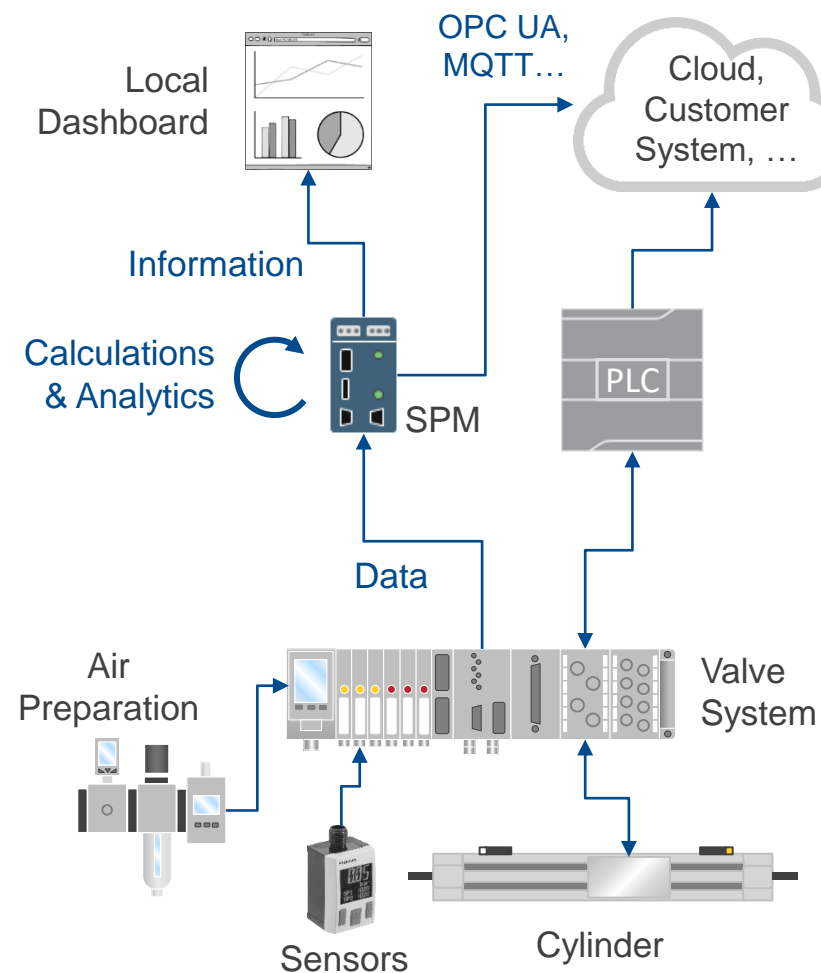 OPC UA,
MQTT…
Local
Dashboard
Cloud,
Customer
System, …
Information
Calculations
& Analytics
PLC
SPM
Data
Air
Preparation
Valve
System
bar
Sensors
Cylinder